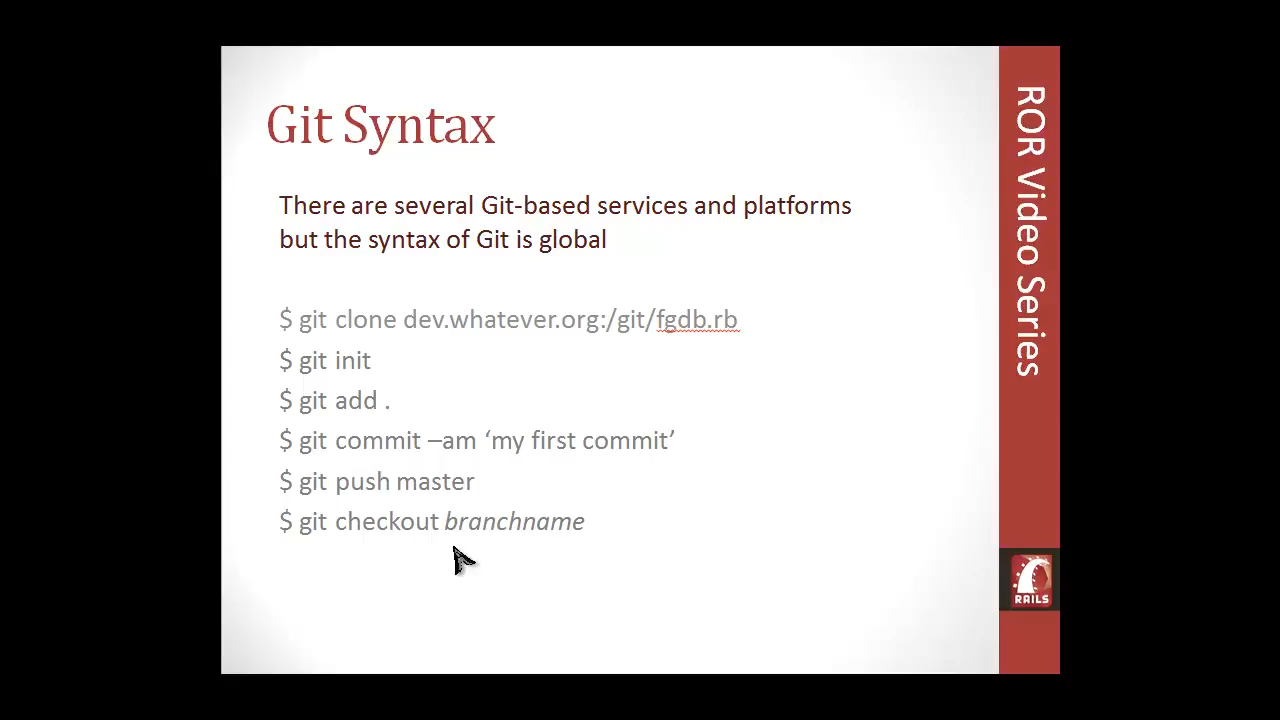 Git Syntax
There are several Git-based services and platforms
but the syntax of Git is global
$ git clone dev.whatever.org:/git/fgdb.rb
$ git init
$ git add .
$ git commit –am ‘my first commit’
$ git push master
$ git checkout branchname
ROR Video Series
RAILS